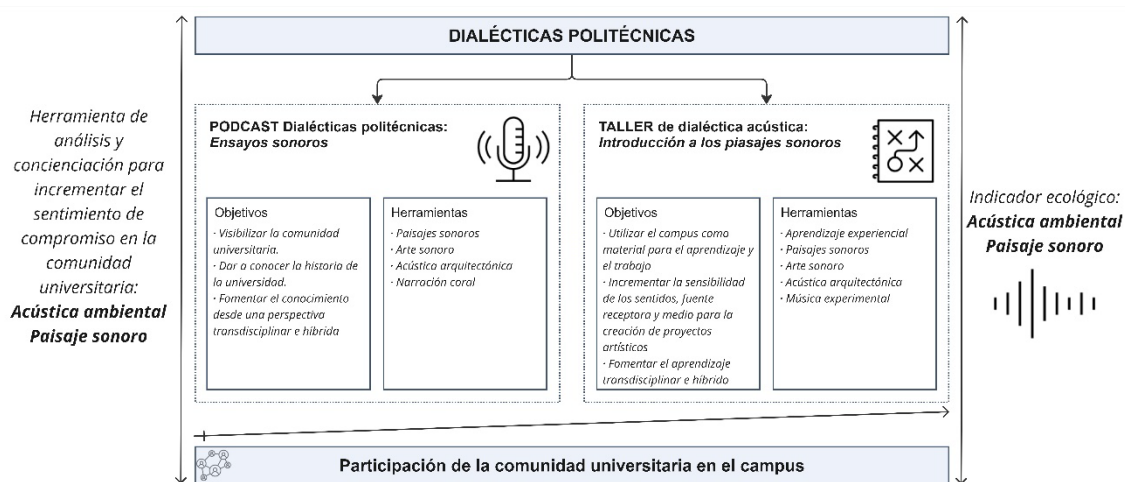 DIALÉCTICAS POLITÉCNICAS
Herramienta de
análisis y
concienciación para
incrementar el
sentimiento de
compromiso en la
comunidad
universitaria:
Acústica ambiental
Paisaje sonoro
PODCAST Dialécticas politécnicas:
Ensayos sonoros
Objetivos
· Visibilizar la comunidad
universitaria.
· Dar a conocer la historia de
la universidad.
· Fomentar el conocimiento
desde una perspectiva
transdisciplinar e híbrida
Herramientas
· Paisajes sonoros
· Arte sonoro
· Acústica arquitectónica
· Narración coral
TALLER de dialéctica acústica:
Introducción a los piasajes sonoros
Objetivos
· Utilizar el campus como
material para el aprendizaje y
el trabajo
· Incrementar la sensibilidad
de los sentidos, fuente
receptora y medio para la
creación de proyectos
artísticos
· Fomentar el aprendizaje
transdisciplinar e híbrido
Herramientas
· Aprendizaje experiencial
· Paisajes sonoros
· Arte sonoro
· Acústica arquitectónica
· Música experimental
Indicador ecológico:
Acústica ambiental
Paisaje sonoro
Participación de la comunidad universitaria en el campus